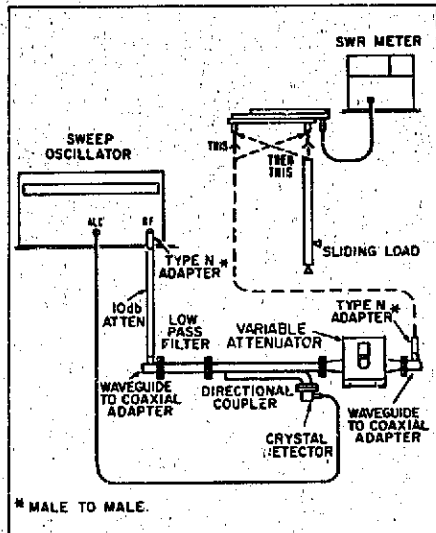 SWR METER
SWEEP
OSCILLATOR
THIS
THEN
THIS
ALC
RF
TYPE N
ADAPTER *
SLIDING LOAD
10db
ATTEN
LOW
PASS
FILTER
VARIABLE
ATTENUATOR
TYPE N *
ADAPTER
WAVEGUIDE
TO COAXIAL
ADAPTER
DIRECTIONAL
COUPLER
CRYSTAL
DETECTOR
WAVEGUIDE
TO COAXIAL
ADAPTER
* MALE TO MALE.